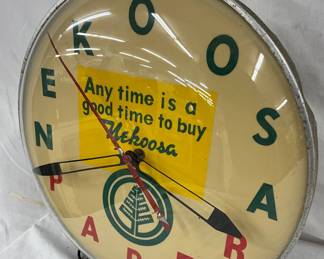 NEKOOSA
Any time is a
good time to buy
Nekoosa
PAPER